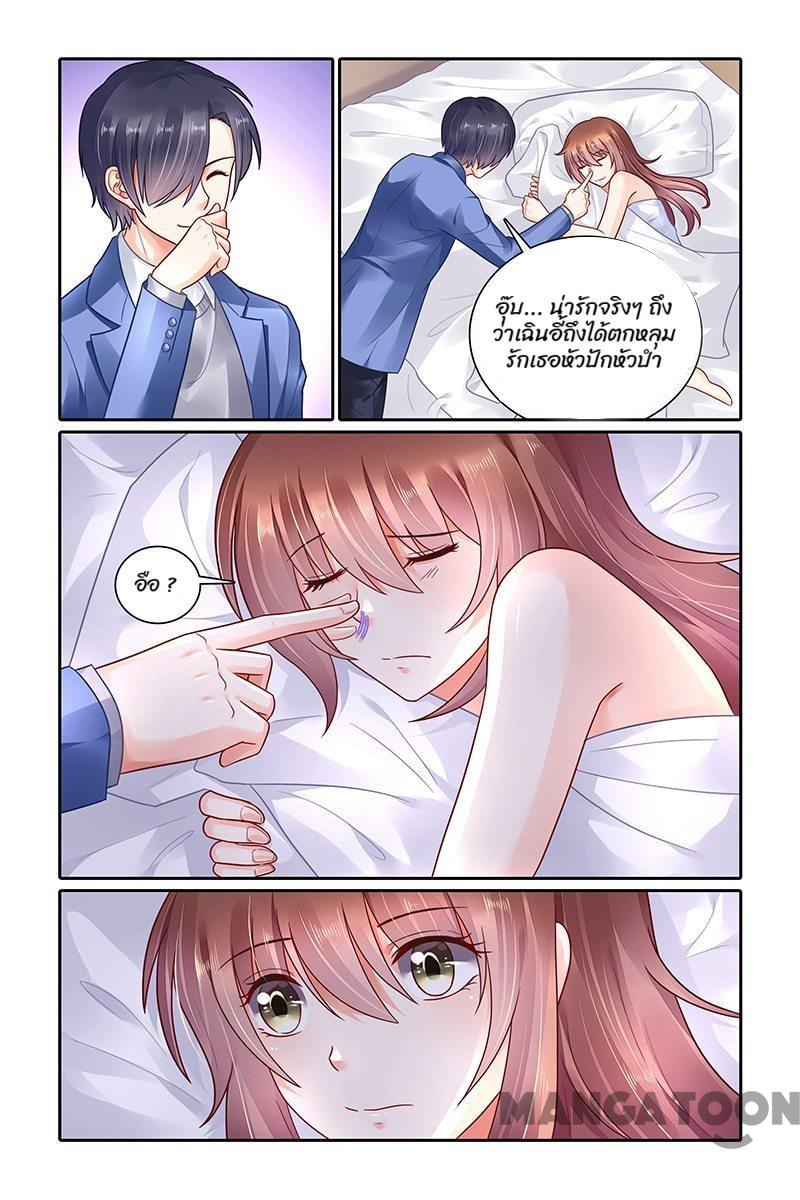 อุ๊บ... น่ารักจริงๆ ถึง
ว่าเฉินอี้ถึงได้ตกหลุม
รักเธอหัวปักหัวปำ
อือ ?
MANGA TOON